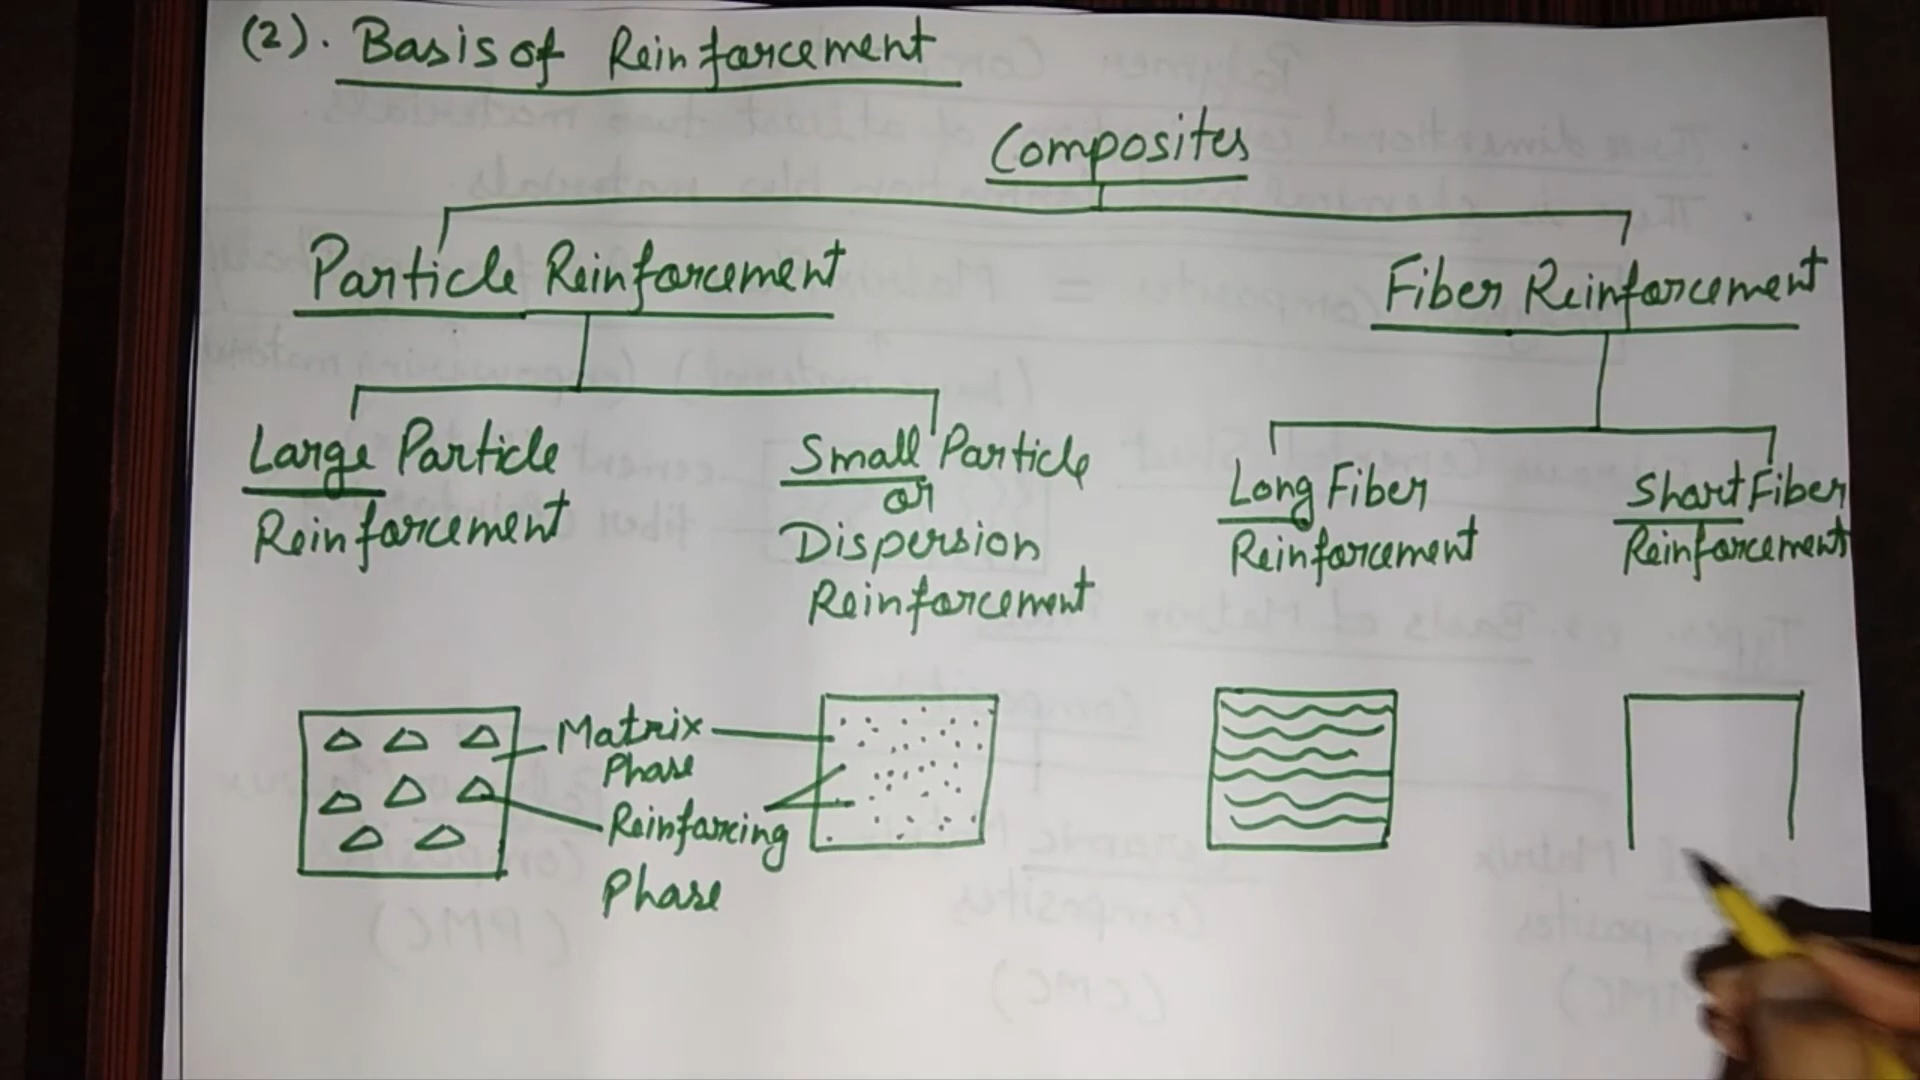 (2). Basis of Reinforcement
Composites
Particle Reinforcement
Fiber Reinforcement
Large Particle
Reinforcement
Small Particle
or
Dispersion
Reinforcement
Long Fiber
Reinforcement
Short Fiber
Reinforcement
Matrix
Phase
Reinforcing
Phase